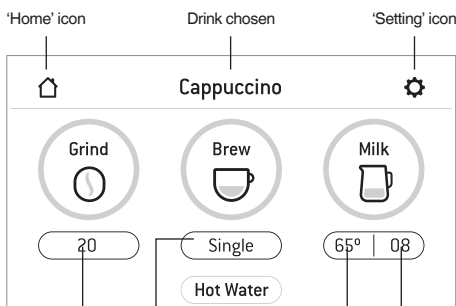 ‘Home’ icon Drink chosen ‘Setting’ icon
Cappuccino
Grind Brew Milk
20 Single 65º 08
Hot Water